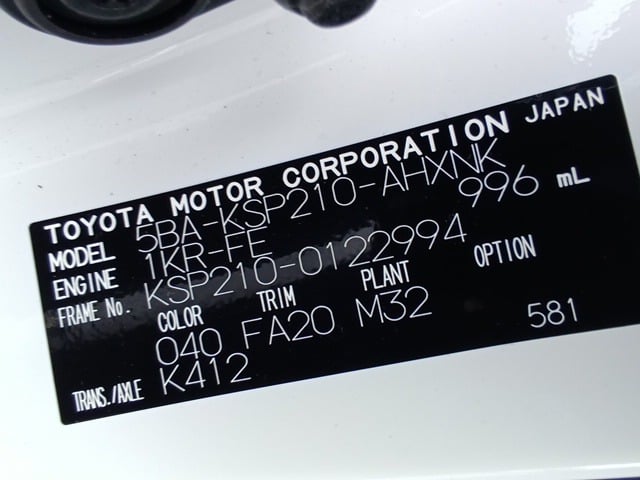 TOYOTA MOTOR CORPORATION JAPAN
MODEL 5BA-KSP210-AHXNK
ENGINE 1KR-FE 996 mL
FRAME No. KSP210-0122994
COLOR TRIM PLANT OPTION
040 FA20 M32 581
TRANS./AXLE K412